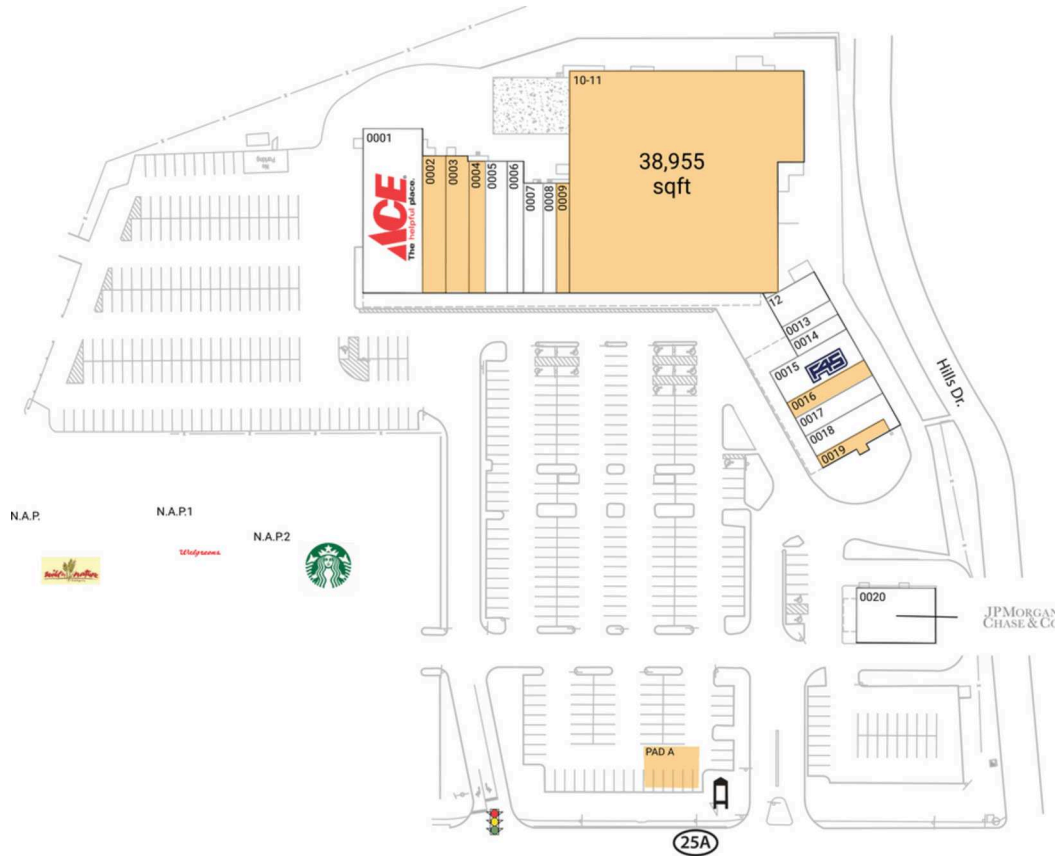 10-11
0001
38,955
sqft
0002
0003
0004
0005
0006
0007
0008
0009
ACE
The helpful place.
12
0013
0014
0015
F45
0016
0017
0018
0019
Hills Dr.
N.A.P.
N.A.P.1
N.A.P.2
Walgreens
0020
JPMORGAN
CHASE & CO
PAD A
25A